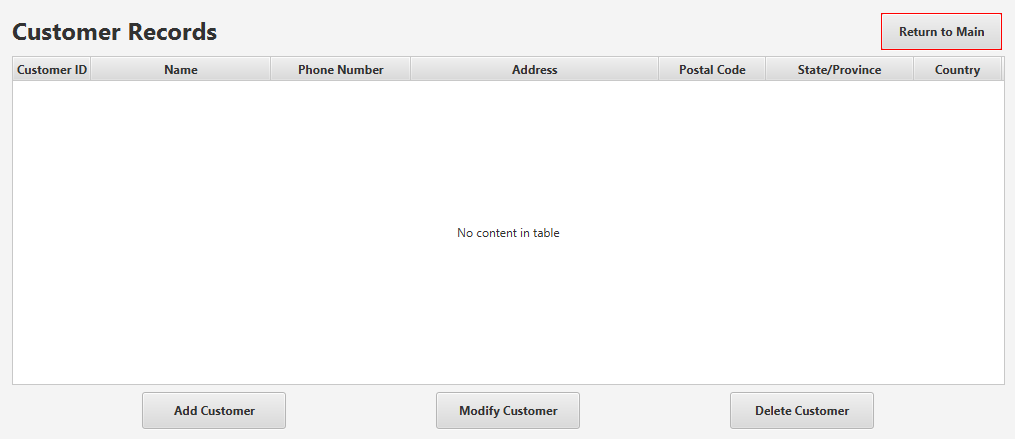 Customer Records
Return to Main
Customer ID Name Phone Number Address Postal Code State/Province Country
No content in table
Add Customer Modify Customer Delete Customer